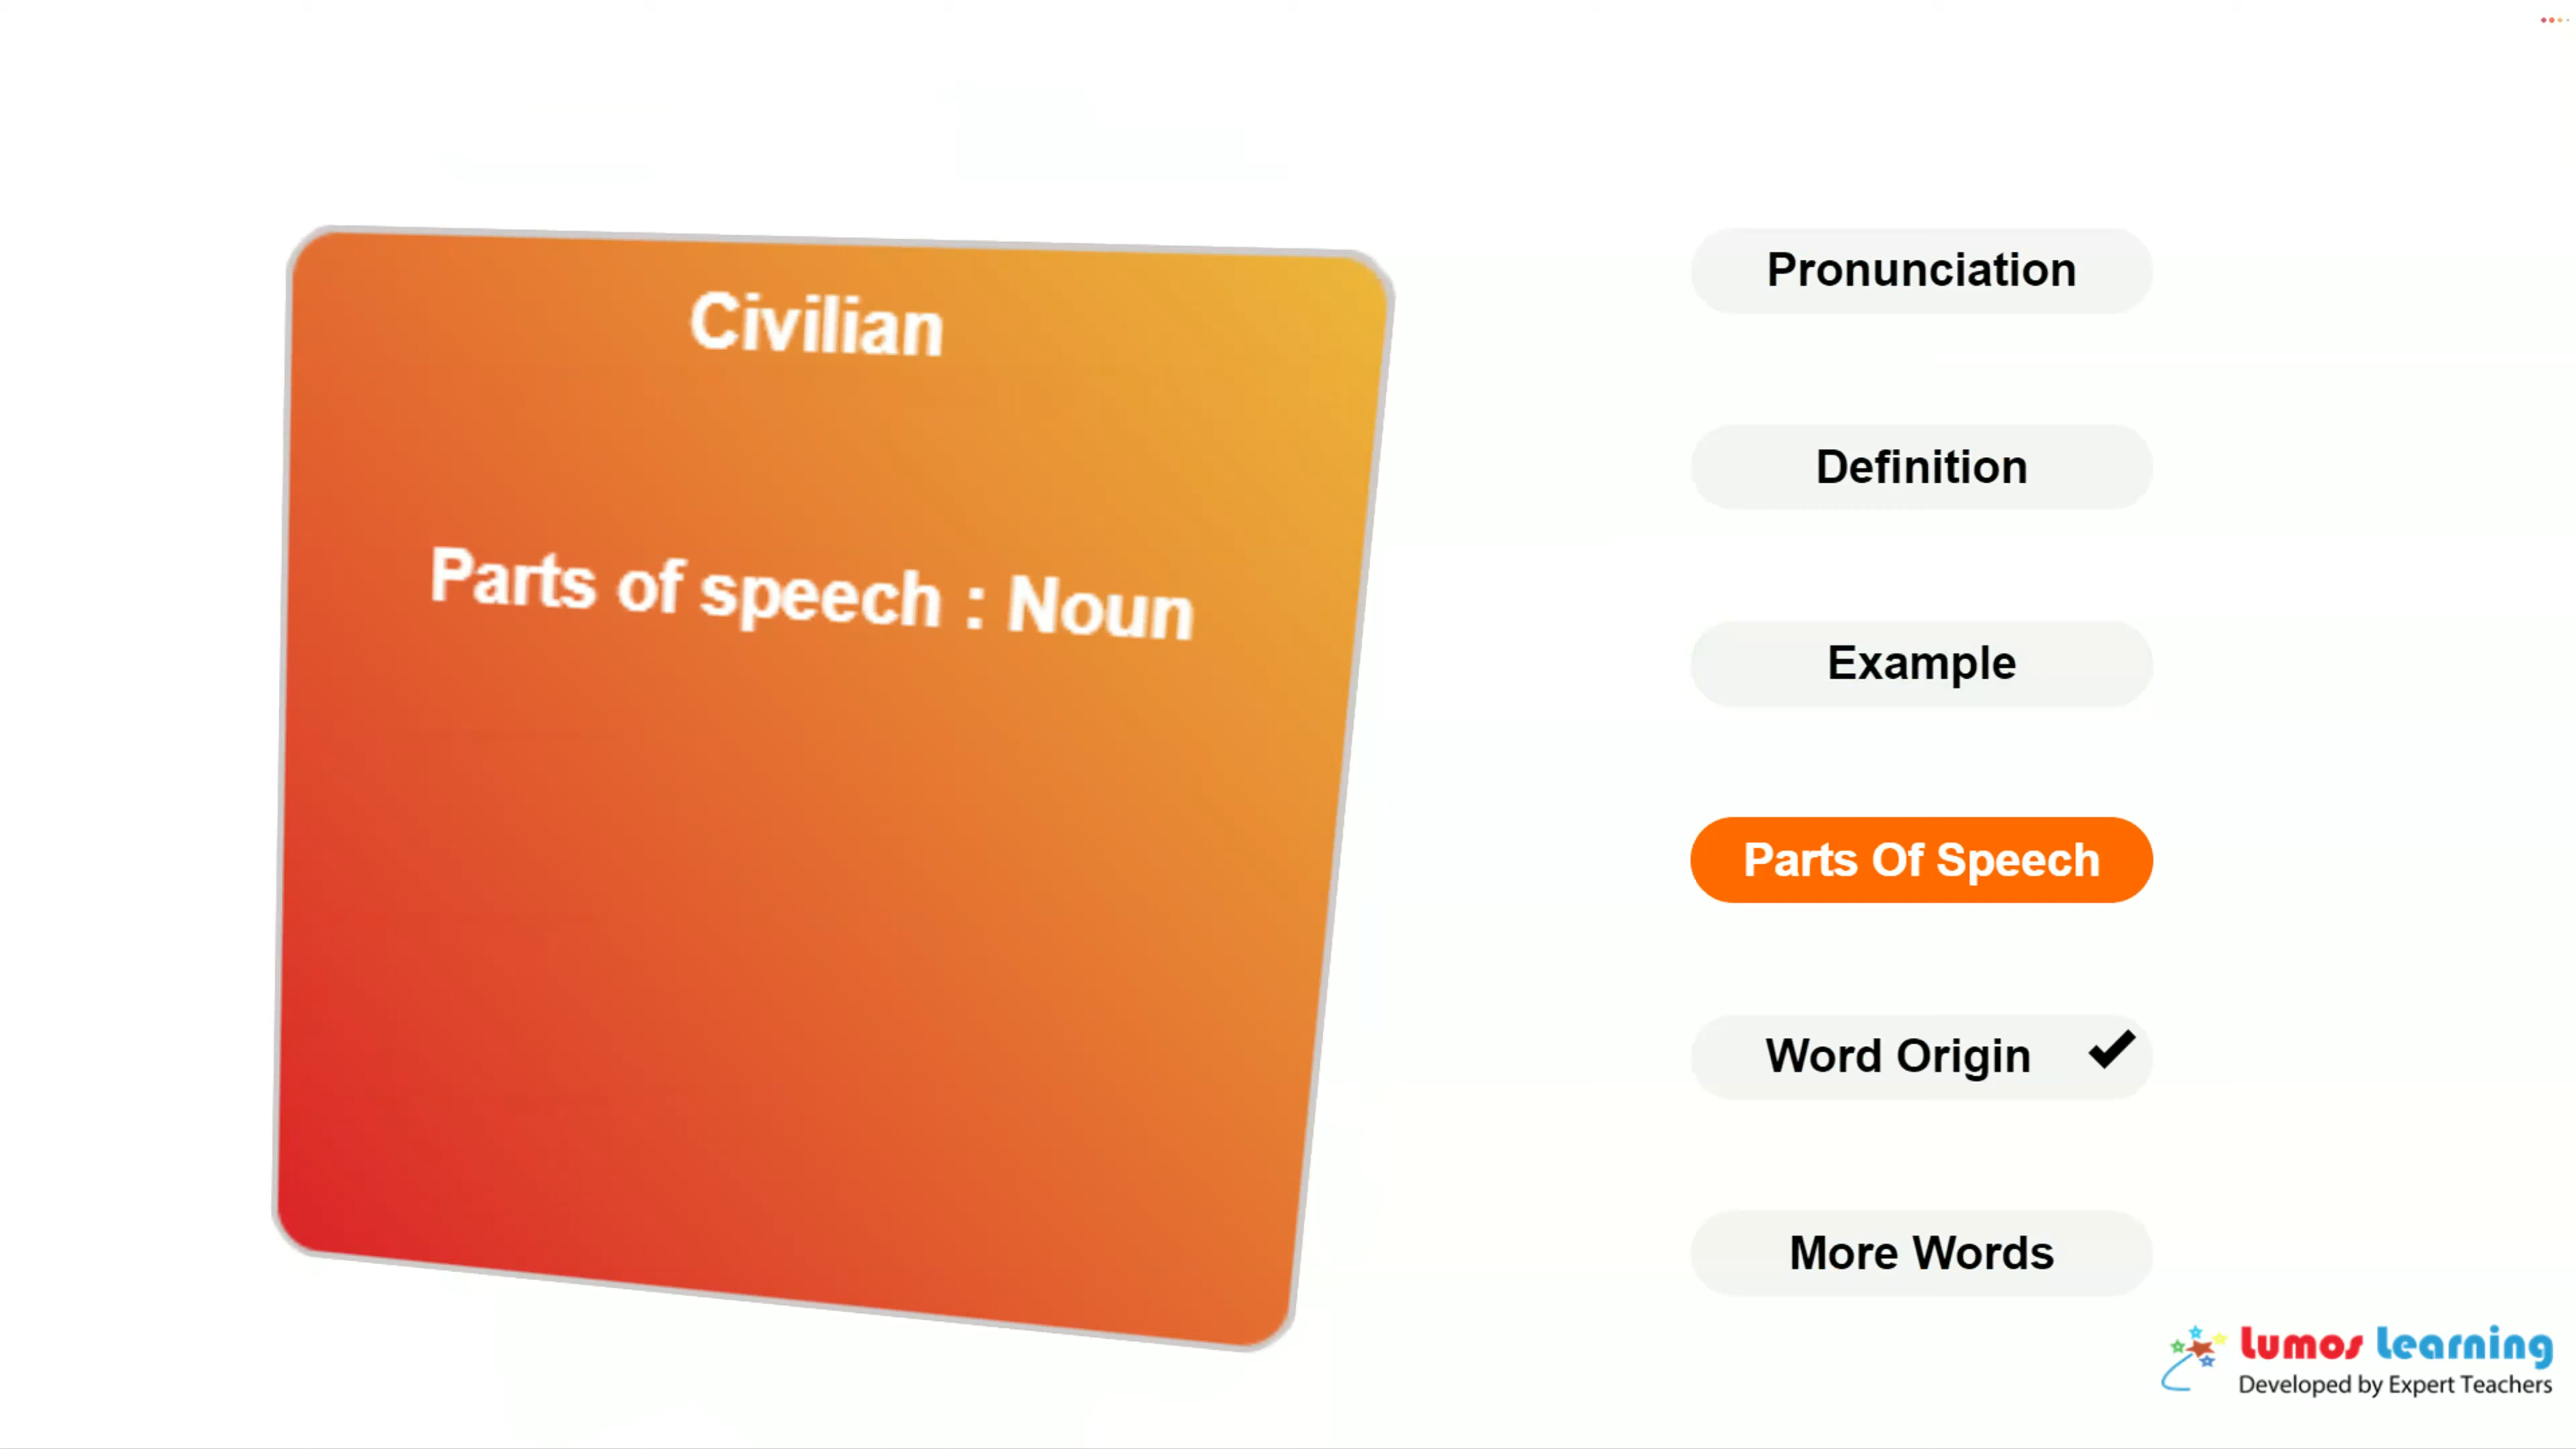 Civilian
Parts of speech : Noun
Pronunciation
Definition
Example
Parts Of Speech
Word Origin
More Words
Lumos Learning
Developed by Expert Teachers